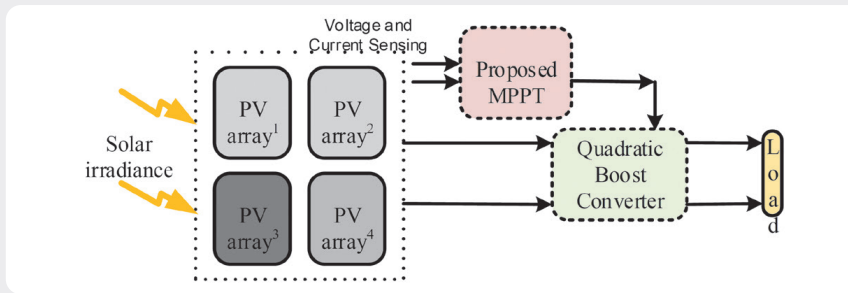 Voltage and
Current Sensing
Proposed
MPPT
PV
array¹
PV
array²
Solar
irradiance
Quadratic
Boost
Converter
Load
PV
array³
PV
array⁴